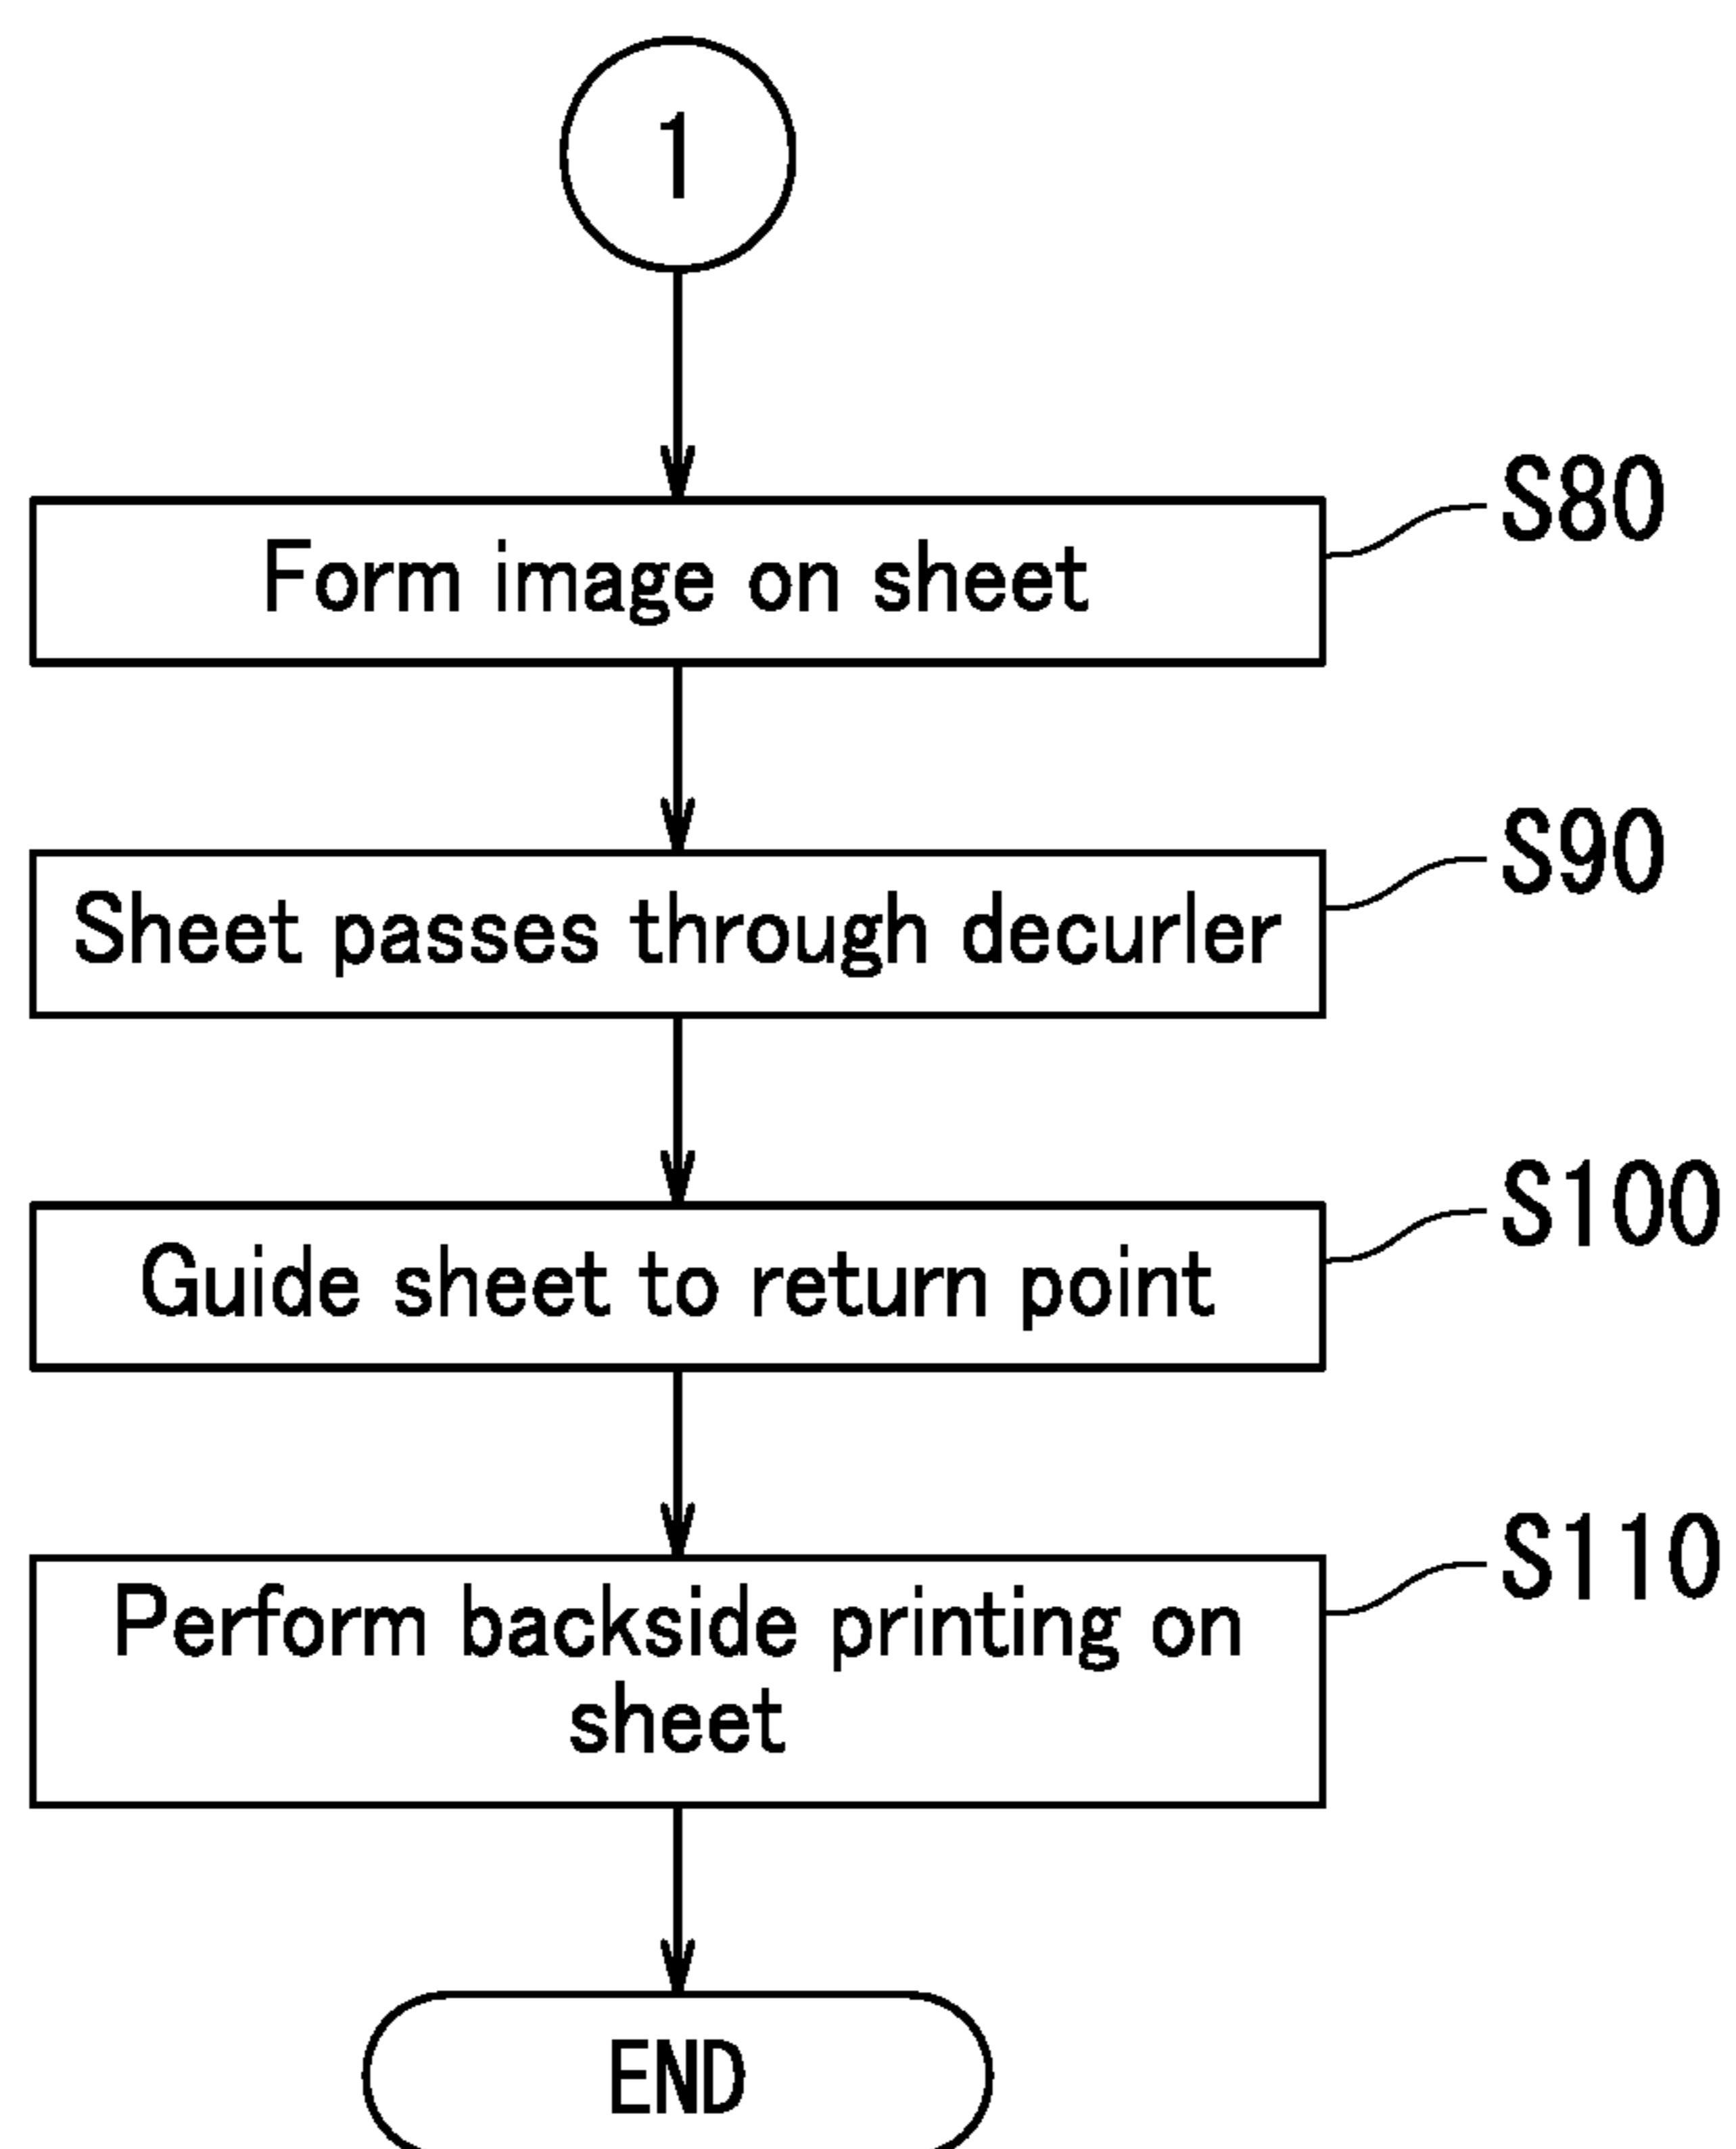 1
S80
Form image on sheet
S90
Sheet passes through decurler
S100
Guide sheet to return point
S110
Perform backside printing on
sheet
END